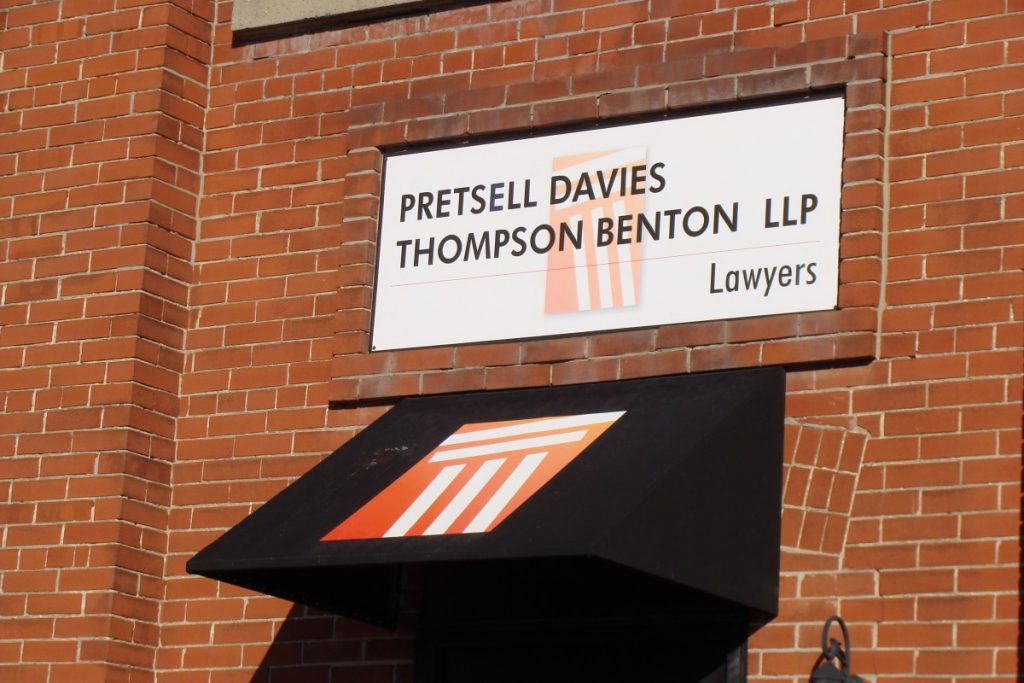 PRETSELL DAVIES
THOMPSON BENTON LLP
Lawyers